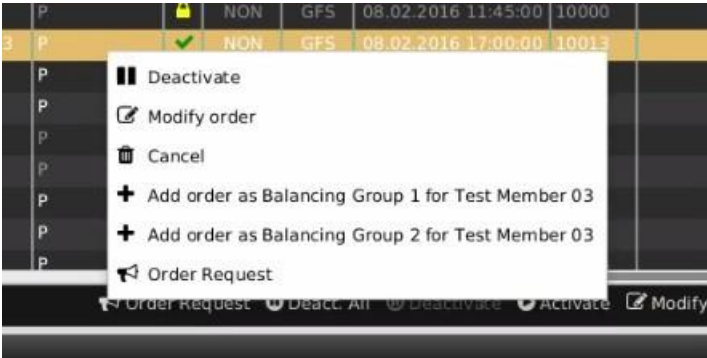 P NON GFS 08.02.2016 11:45:00 10000
3 P NON GFS 08.02.2016 17:00:00 10013
P Deactivate
P Modify order
P
P Cancel
P Add order as Balancing Group 1 for Test Member 03
P Add order as Balancing Group 2 for Test Member 03
P Order Request
Order Request Deact. All Deactivate Activate Modify